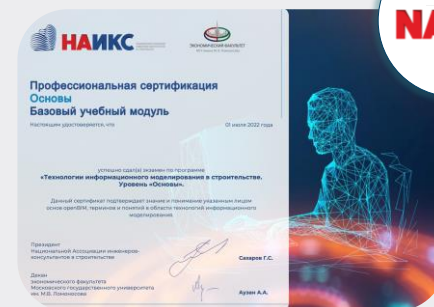 НАИКС
ЭКОНОМИЧЕСКИЙ ФАКУЛЬТЕТ
NA
Профессиональная сертификация
Основы
Базовый учебный модуль
Настоящим удостоверяется, что
01 июля 2022 года
успешно сдал(а) экзамен по программе
«Технологии информационного моделирования в строительстве.
Уровень «Основы».
Данный сертификат подтверждает знание и понимание указанным лицом
основ openBIM, терминов и понятий в области технологий информационного
моделирования.
Президент
Национальной Ассоциации инженеров-
консультантов в строительстве
Сахаров Г.С.
Декан
экономического факультета
Московского государственного университета
им. М.В. Ломоносова
Аузан А.А.